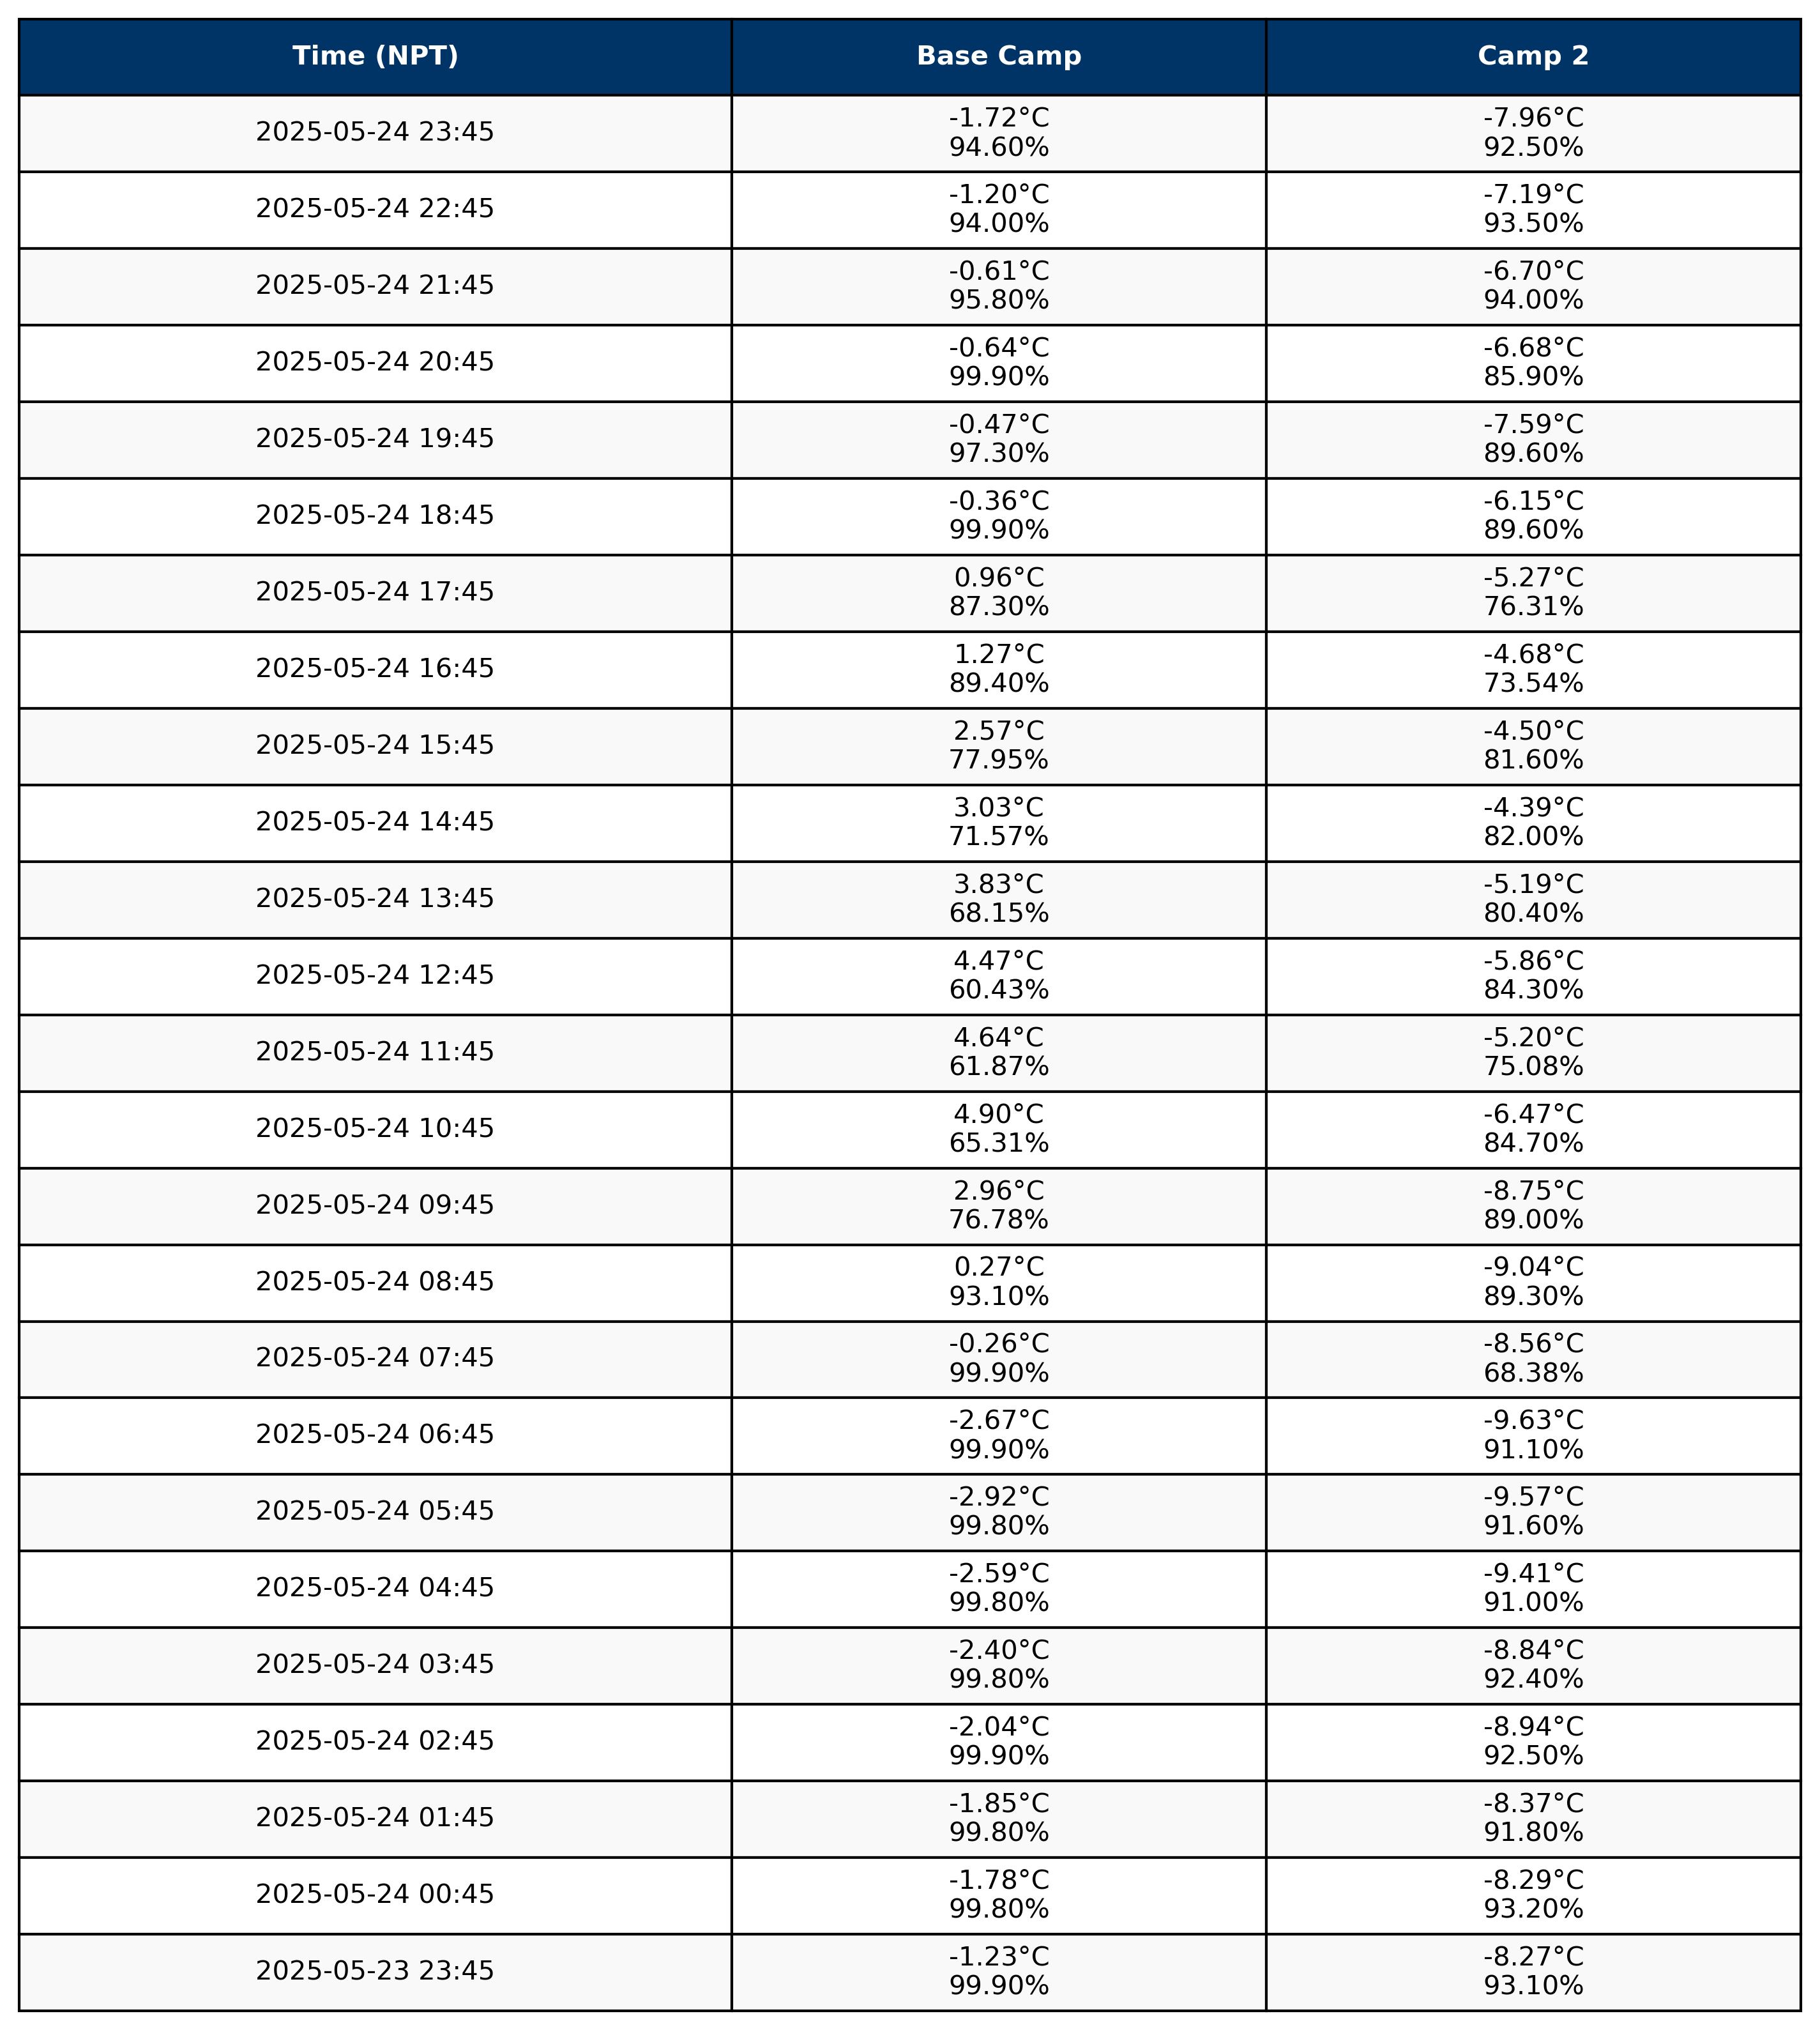 Time (NPT) Base Camp Camp 2
2025-05-24 23:45 -1.72°C -7.96°C
94.60% 92.50%
2025-05-24 22:45 -1.20°C -7.19°C
94.00% 93.50%
2025-05-24 21:45 -0.61°C -6.70°C
95.80% 94.00%
2025-05-24 20:45 -0.64°C -6.68°C
99.90% 85.90%
2025-05-24 19:45 -0.47°C -7.59°C
97.30% 89.60%
2025-05-24 18:45 -0.36°C -6.15°C
99.90% 89.60%
2025-05-24 17:45 0.96°C -5.27°C
87.30% 76.31%
2025-05-24 16:45 1.27°C -4.68°C
89.40% 73.54%
2025-05-24 15:45 2.57°C -4.50°C
77.95% 81.60%
2025-05-24 14:45 3.03°C -4.39°C
71.57% 82.00%
2025-05-24 13:45 3.83°C -5.19°C
68.15% 80.40%
2025-05-24 12:45 4.47°C -5.86°C
60.43% 84.30%
2025-05-24 11:45 4.64°C -5.20°C
61.87% 75.08%
2025-05-24 10:45 4.90°C -6.47°C
65.31% 84.70%
2025-05-24 09:45 2.96°C -8.75°C
76.78% 89.00%
2025-05-24 08:45 0.27°C -9.04°C
93.10% 89.30%
2025-05-24 07:45 -0.26°C -8.56°C
99.90% 68.38%
2025-05-24 06:45 -2.67°C -9.63°C
99.90% 91.10%
2025-05-24 05:45 -2.92°C -9.57°C
99.80% 91.60%
2025-05-24 04:45 -2.59°C -9.41°C
99.80% 91.00%
2025-05-24 03:45 -2.40°C -8.84°C
99.80% 92.40%
2025-05-24 02:45 -2.04°C -8.94°C
99.90% 92.50%
2025-05-24 01:45 -1.85°C -8.37°C
99.80% 91.80%
2025-05-24 00:45 -1.78°C -8.29°C
99.80% 93.20%
2025-05-23 23:45 -1.23°C -8.27°C
99.90% 93.10%